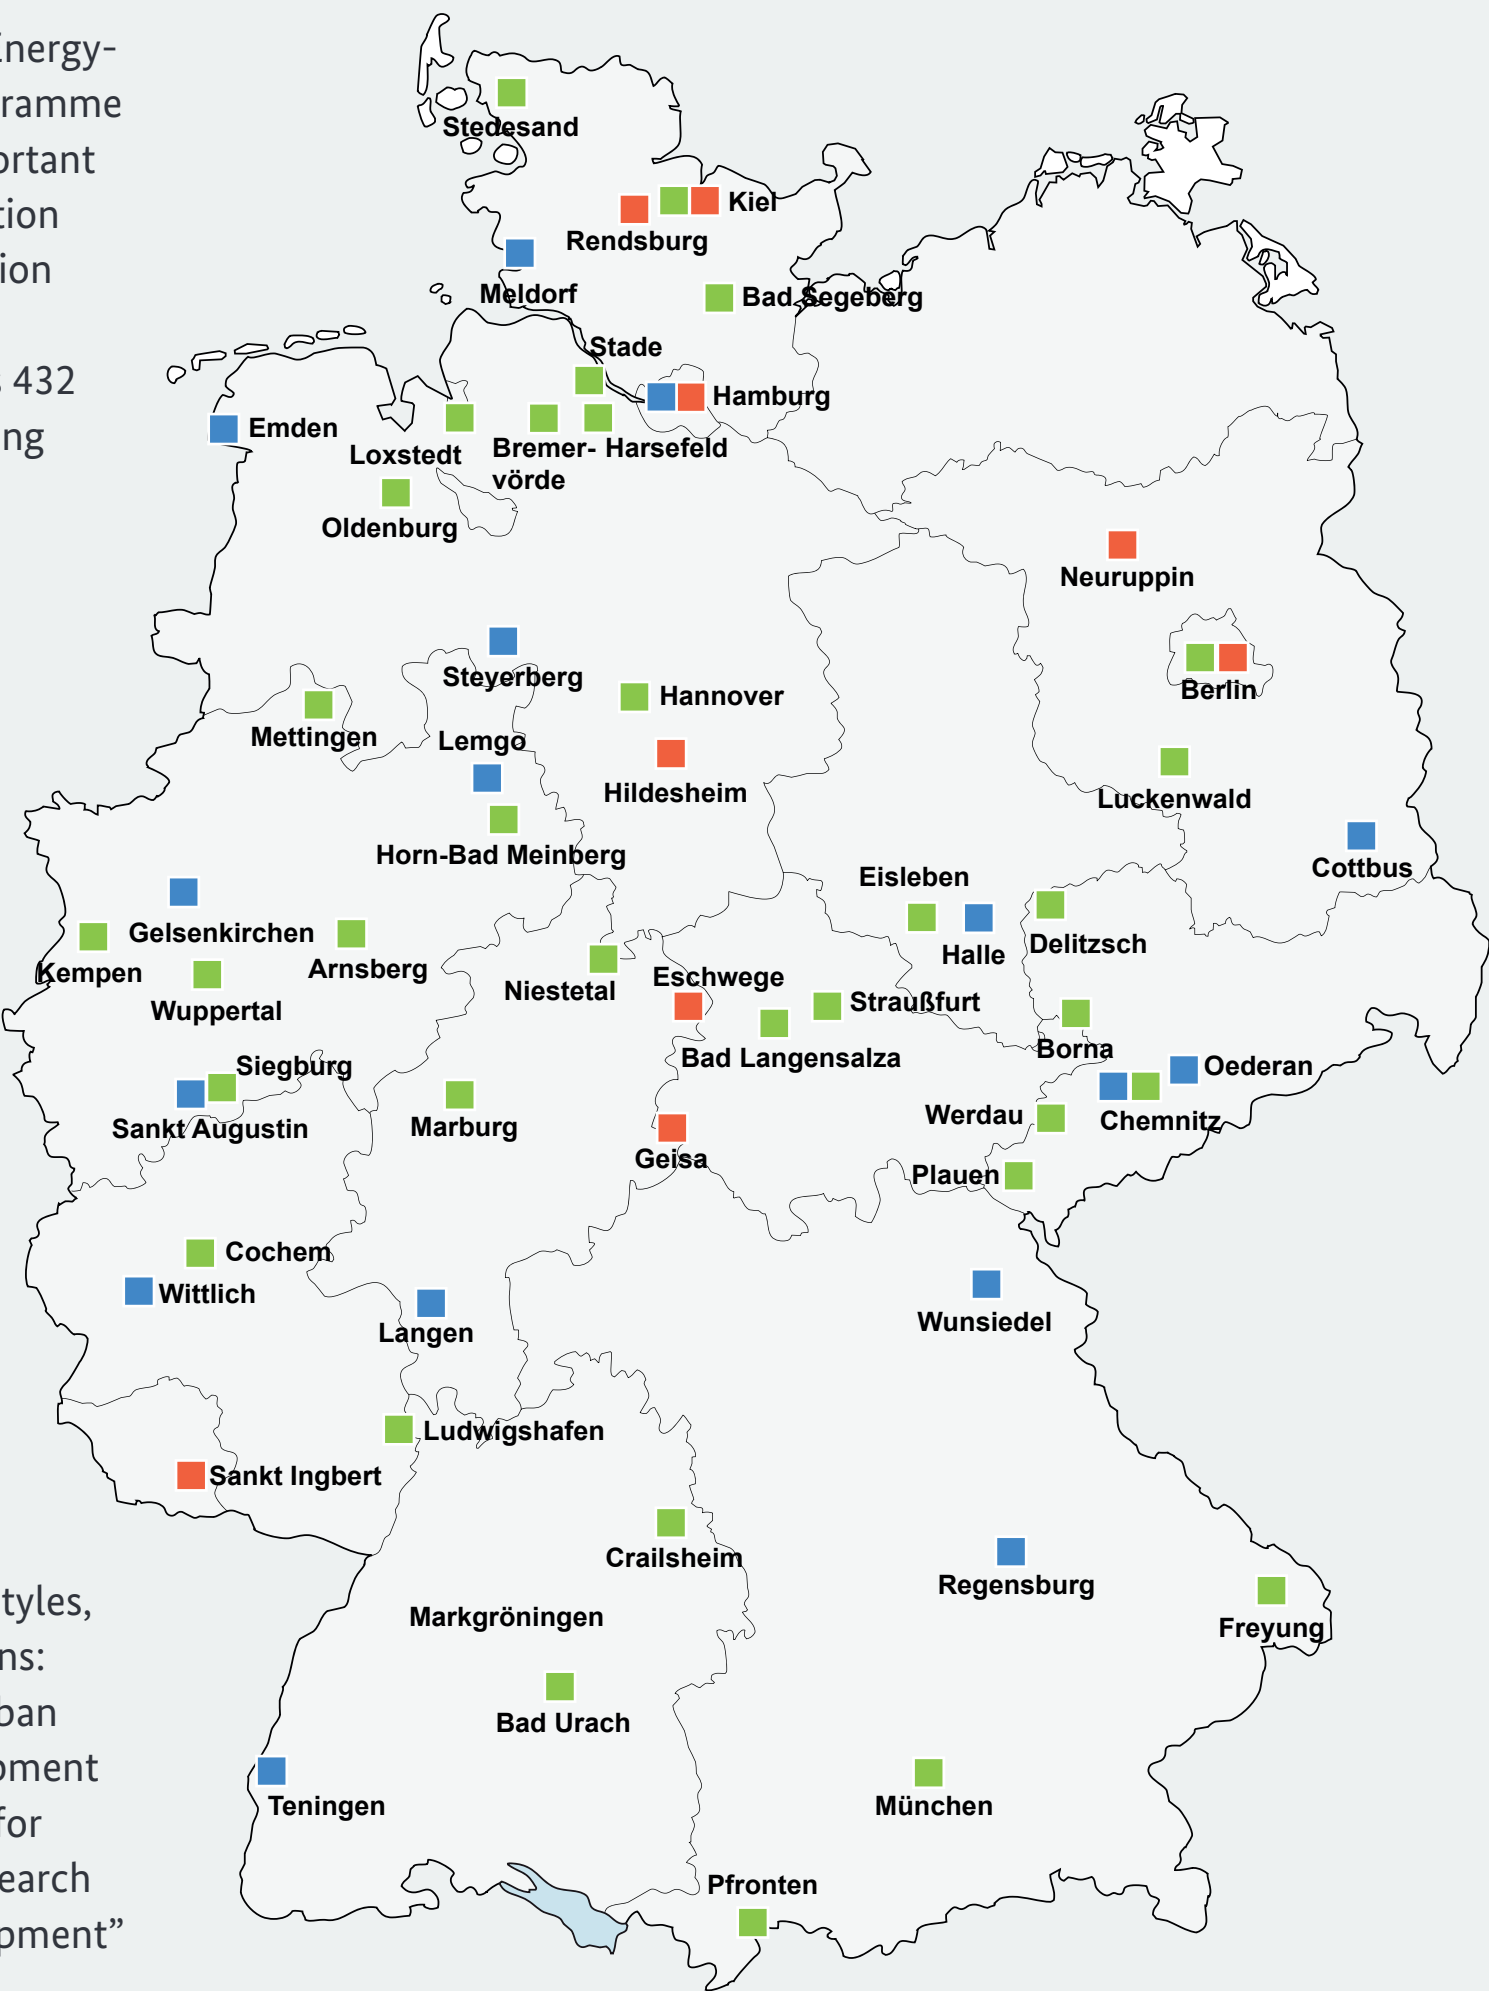 Energy-
ramme
ortant
tion
ion
s 432
ng
Stedesand
Kiel
Rendsburg
Meldorf
Bad Segeberg
Stade
Hamburg
Emden
Loxstedt
Bremer-
vörde
Harsefeld
Oldenburg
Neuruppin
Berlin
Steyerberg
Hannover
Mettingen
Lemgo
Hildesheim
Luckenwald
Horn-Bad Meinberg
Cottbus
Eisleben
Gelsenkirchen
Halle
Delitzsch
Kempen
Arnsberg
Niestetal
Eschwege
Straußfurt
Wuppertal
Borna
Bad Langensalza
Siegburg
Oederan
Sankt Augustin
Marburg
Werdau
Chemnitz
Geisa
Plauen
Cochem
Wittlich
Langen
Wunsiedel
Ludwigshafen
Sankt Ingbert
Crailsheim
Regensburg
Markgröningen
Freyung
Bad Urach
Teningen
München
Pfronten
tyles,
ns:
ban
pment
for
earch
pment”